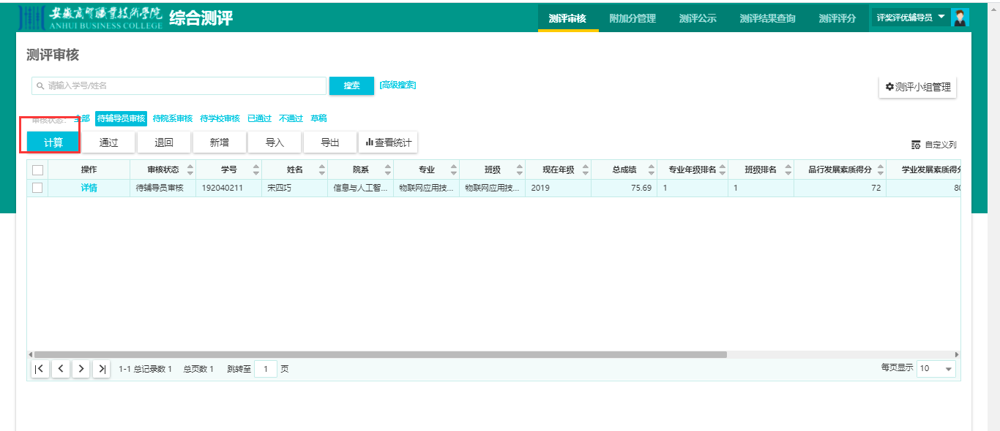 安徽商贸职业技术学院 综合测评
ANHUI BUSINESS COLLEGE
测评审核 附加分管理 测评公示 测评结果查询 测评评分 评奖评优辅导员
测评审核
请输入学号/姓名 搜索 [高级搜索] 测评小组管理
审核状态: 全部 待辅导员审核 待院系审核 待学校审核 已通过 不通过 草稿
计算 通过 退回 新增 导入 导出 查看统计 自定义列
操作 审核状态 学号 姓名 院系 专业 班级 现在年级 总成绩 专业年级排名 班级排名 品行发展素质得分 学业发展素质得分
详情 待辅导员审核 192040211 宋四巧 信息与人工智... 物联网应用技... 物联网应用技... 2019 75.69 1 1 72 80
1-1 总记录数 1 总页数 1 跳转至 1 页 每页显示 10